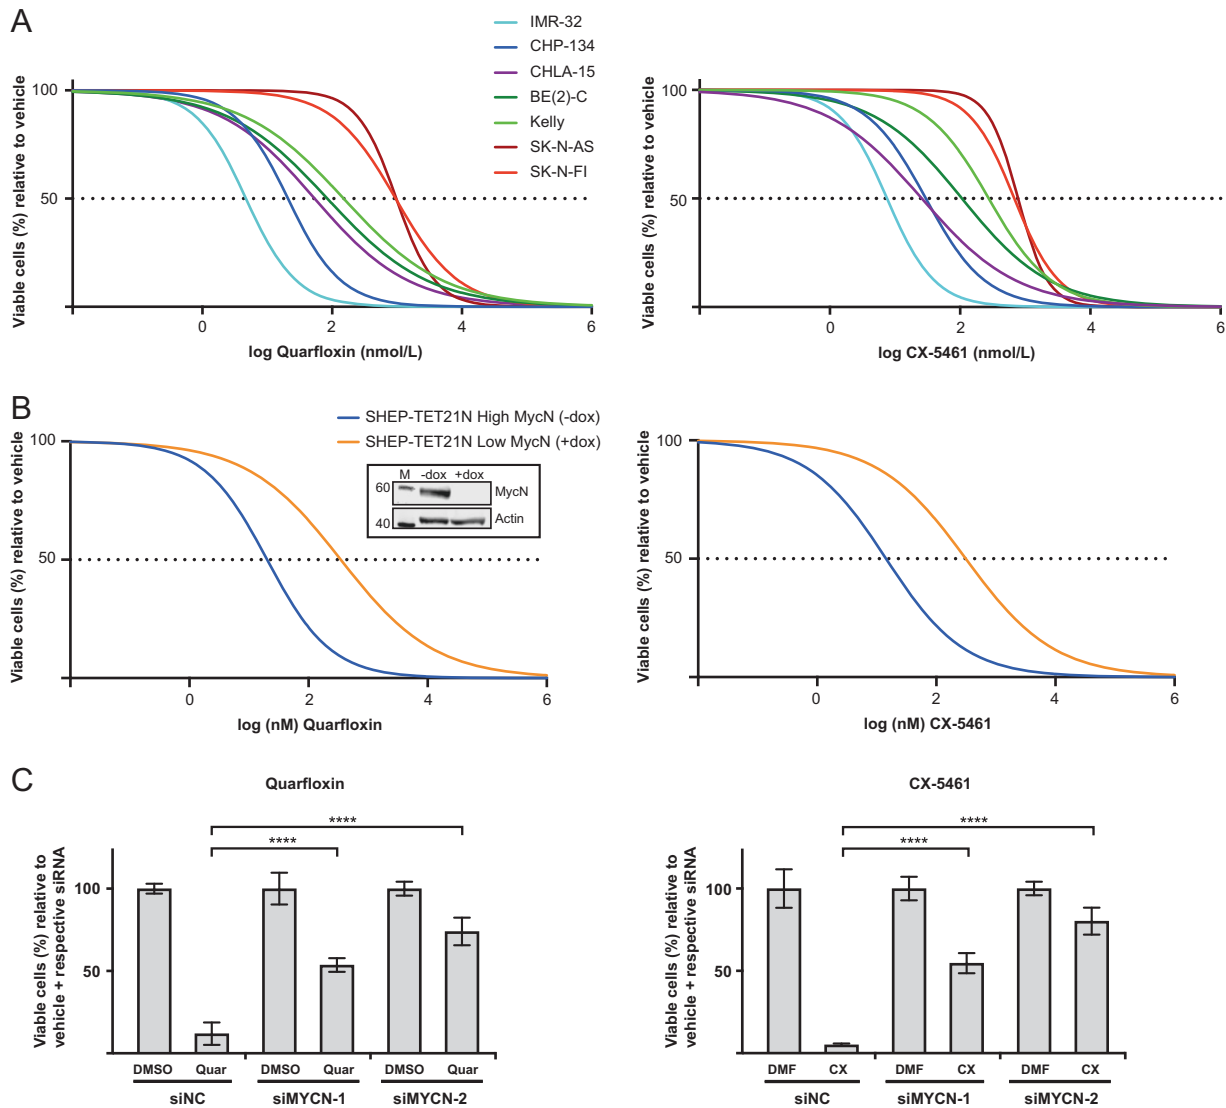 A
IMR-32
CHP-134
CHLA-15
BE(2)-C
Kelly
SK-N-AS
SK-N-FI
Viable cells (%) relative to vehicle
100
50
0 2 4 6
log Quarfloxin (nmol/L)
Viable cells (%) relative to vehicle
100
50
0 2 4 6
log CX-5461 (nmol/L)
B
SHEP-TET21N High MycN (-dox)
SHEP-TET21N Low MycN (+dox)
M -dox +dox
60 MycN
40 Actin
Viable cells (%) relative to vehicle
100
50
0 2 4 6
log (nM) Quarfloxin
Viable cells (%) relative to vehicle
100
50
0 2 4 6
log (nM) CX-5461
C
Quarfloxin
****
****
Viable cells (%) relative to
vehicle + respective siRNA
100
50
DMSO Quar DMSO Quar DMSO Quar
siNC siMYCN-1 siMYCN-2
CX-5461
****
****
Viable cells (%) relative to
vehicle + respective siRNA
100
50
DMF CX DMF CX DMF CX
siNC siMYCN-1 siMYCN-2